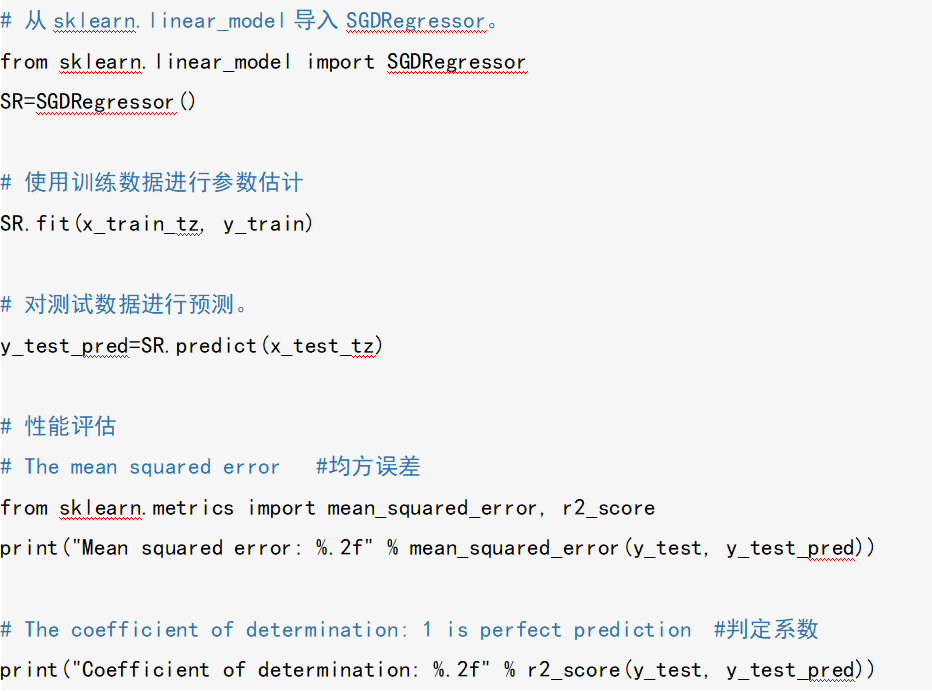 # 从 sklearn.linear_model 导入 SGDRegressor。
from sklearn.linear_model import SGDRegressor
SR=SGDRegressor()
# 使用训练数据进行参数估计
SR.fit(x_train_tz, y_train)
# 对测试数据进行预测。
y_test_pred=SR.predict(x_test_tz)
# 性能评估
# The mean squared error   #均方误差
from sklearn.metrics import mean_squared_error, r2_score
print("Mean squared error: %.2f" % mean_squared_error(y_test, y_test_pred))
# The coefficient of determination: 1 is perfect prediction  #判定系数
print("Coefficient of determination: %.2f" % r2_score(y_test, y_test_pred))